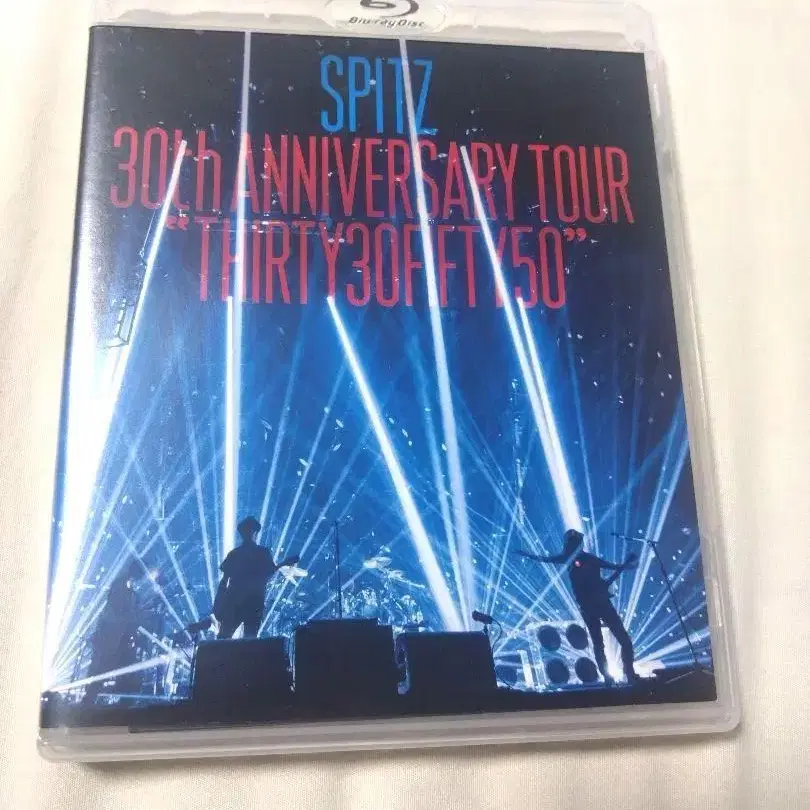 Blu-ray Disc
SPITZ
30th ANNIVERSARY TOUR
“THiRTY30FiFTY50”